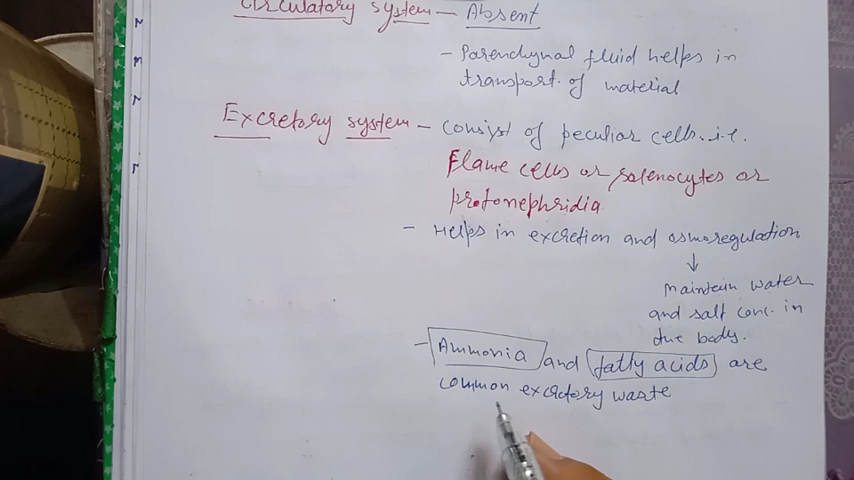 Circulatory system - Absent
- Parenchymal fluid helps in
transport of material
Excretory system - consist of peculiar cells i.e.
Flame cells or solenocytes or
protonephridia
- Helps in excretion and osmoregulation
↓
maintain water
and salt conc. in
the body.
- Ammonia and fatty acids are
common excretory waste